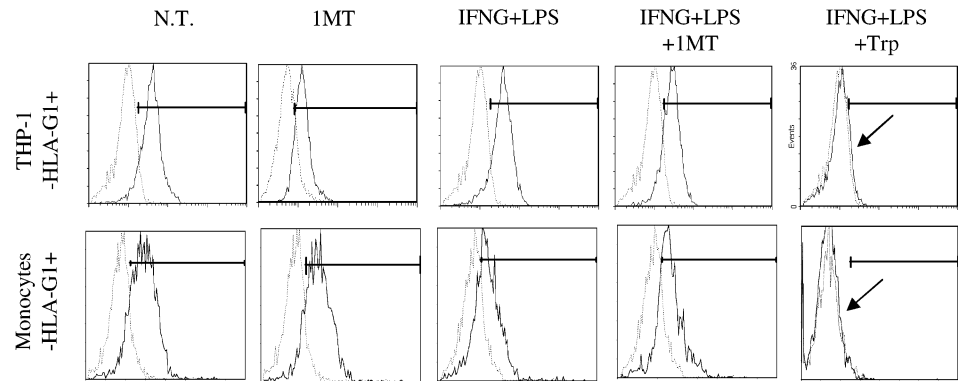 N.T. 1MT IFNG+LPS IFNG+LPS IFNG+LPS
+1MT +Trp
THP-1
-HLA-G1+
36
Events
0
Monocytes
-HLA-G1+